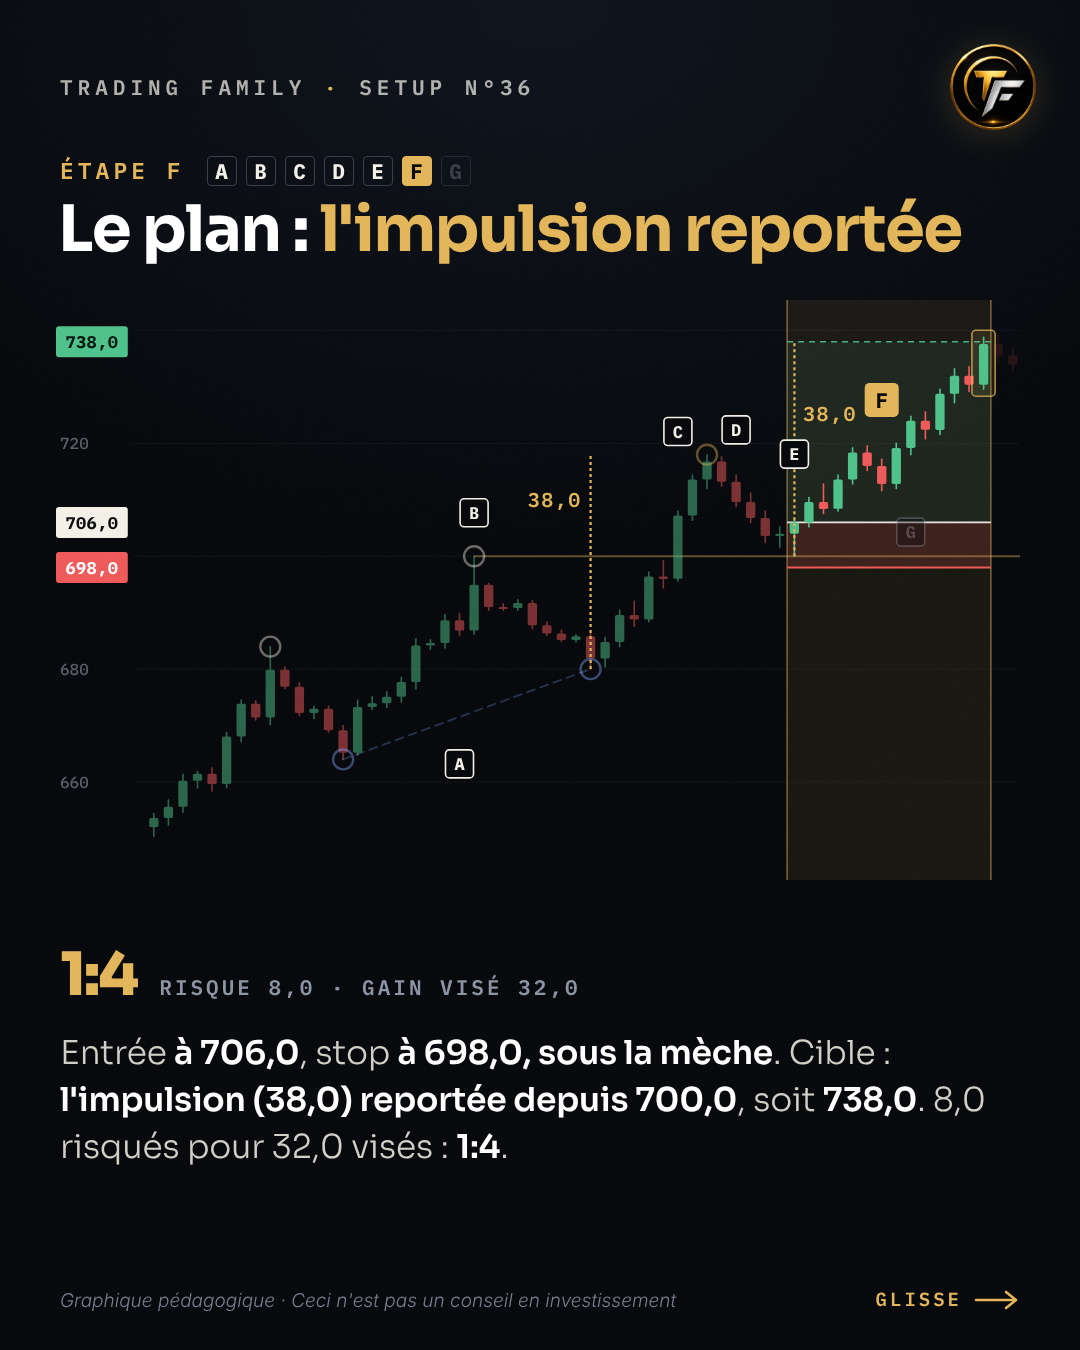 TRADING FAMILY · SETUP N°36
TF
ÉTAPE F A B C D E F G
Le plan : l'impulsion reportée
738,0
38,0
F
720
C
D
E
B
38,0
706,0
G
698,0
680
A
660
1:4 RISQUE 8,0 · GAIN VISÉ 32,0
Entrée à 706,0, stop à 698,0, sous la mèche. Cible :
l'impulsion (38,0) reportée depuis 700,0, soit 738,0. 8,0
risqués pour 32,0 visés : 1:4.
Graphique pédagogique · Ceci n'est pas un conseil en investissement
GLISSE →